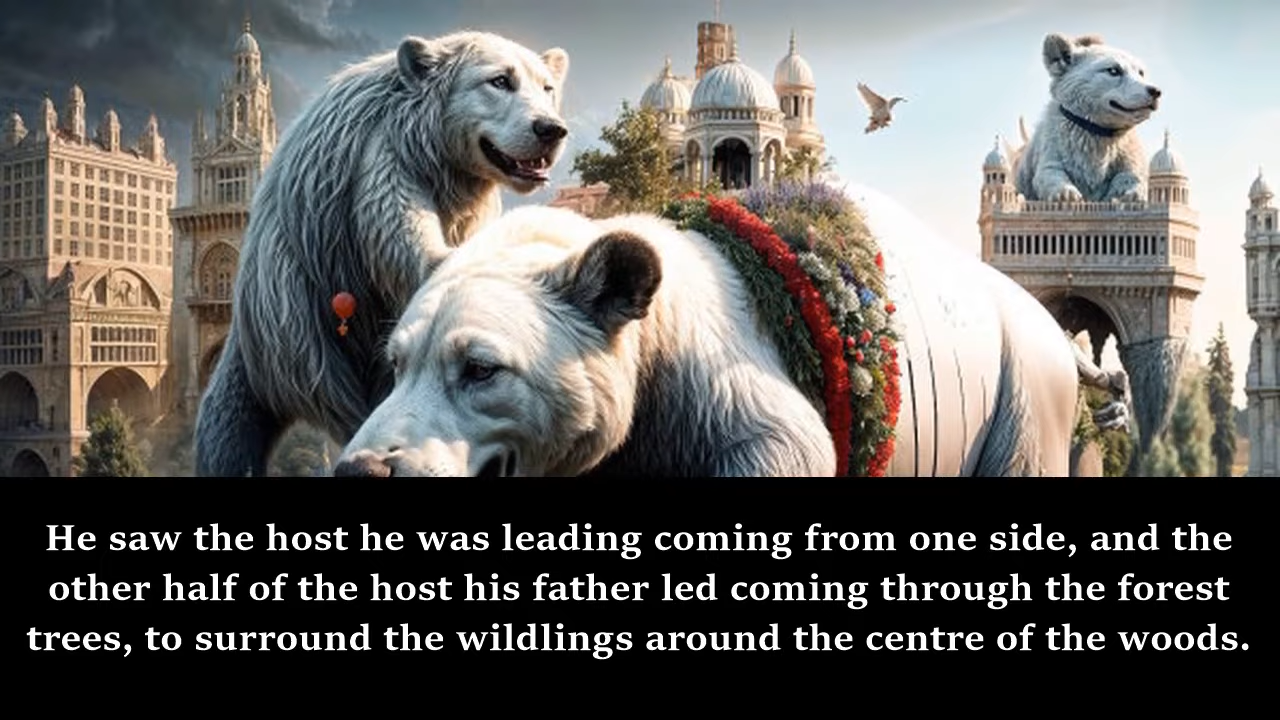 He saw the host he was leading coming from one side, and the
other half of the host his father led coming through the forest
trees, to surround the wildlings around the centre of the woods.